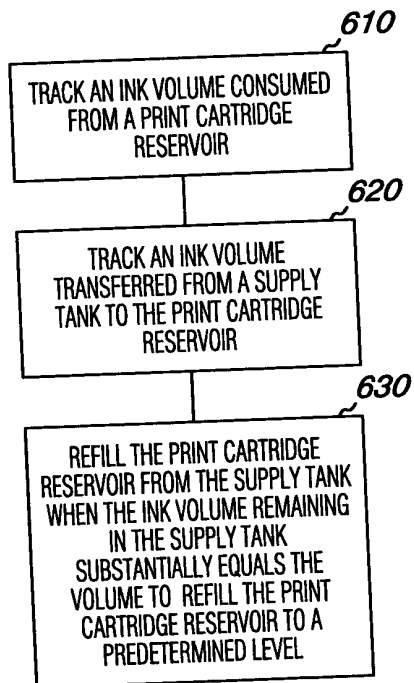 610
TRACK AN INK VOLUME CONSUMED
FROM A PRINT CARTRIDGE
RESERVOIR
620
TRACK AN INK VOLUME
TRANSFERRED FROM A SUPPLY
TANK TO THE PRINT CARTRIDGE
RESERVOIR
630
REFILL THE PRINT CARTRIDGE
RESERVOIR FROM THE SUPPLY TANK
WHEN THE INK VOLUME REMAINING
IN THE SUPPLY TANK
SUBSTANTIALLY EQUALS THE
VOLUME TO REFILL THE PRINT
CARTRIDGE RESERVOIR TO A
PREDETERMINED LEVEL